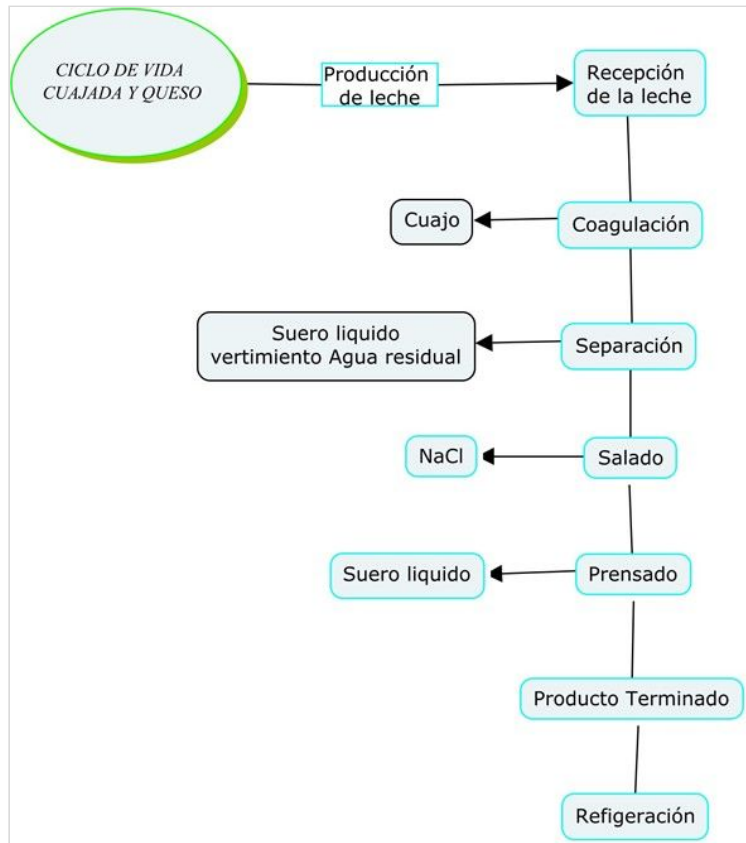 CICLO DE VIDA
CUAJADA Y QUESO
Producción
de leche
Recepción
de la leche
Cuajo
Coagulación
Suero liquido
vertimiento Agua residual
Separación
NaCl
Salado
Suero liquido
Prensado
Producto Terminado
Refigeración